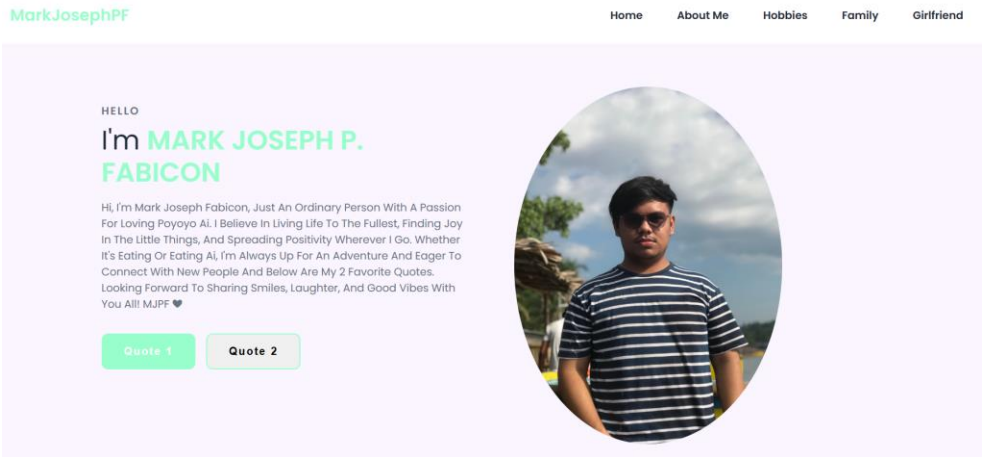 MarkJosephPF
Home About Me Hobbies Family Girlfriend
HELLO
I'm MARK JOSEPH P.
FABICON
Hi, I'm Mark Joseph Fabicon, Just An Ordinary Person With A Passion
For Loving Poyoyo Ai. I Believe In Living Life To The Fullest, Finding Joy
In The Little Things, And Spreading Positivity Wherever I Go. Whether
It's Eating Or Eating Ai, I'm Always Up For An Adventure And Eager To
Connect With New People And Below Are My 2 Favorite Quotes.
Looking Forward To Sharing Smiles, Laughter, And Good Vibes With
You All! MJPF 🖤
Quote 1 Quote 2